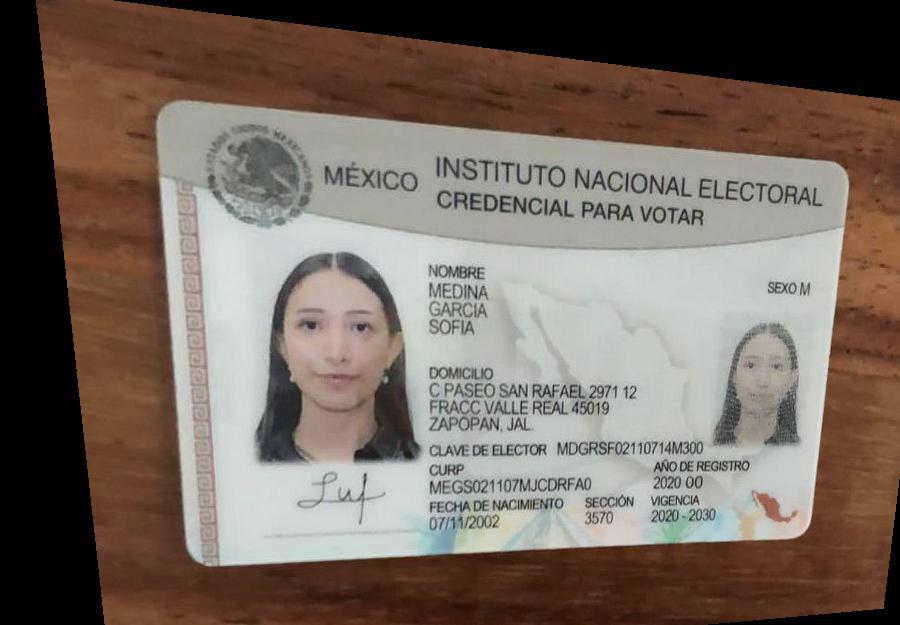 ESTADOS UNIDOS MEXICANOS
MÉXICO
INSTITUTO NACIONAL ELECTORAL
CREDENCIAL PARA VOTAR
NOMBRE
MEDINA
GARCIA
SOFIA
SEXO M
DOMICILIO
C PASEO SAN RAFAEL 2971 12
FRACC VALLE REAL 45019
ZAPOPAN, JAL.
CLAVE DE ELECTOR MDGRSF02110714M300
CURP
MEGS021107MJCDRFA0
AÑO DE REGISTRO
2020 00
FECHA DE NACIMIENTO
07/11/2002
SECCIÓN
3570
VIGENCIA
2020 - 2030